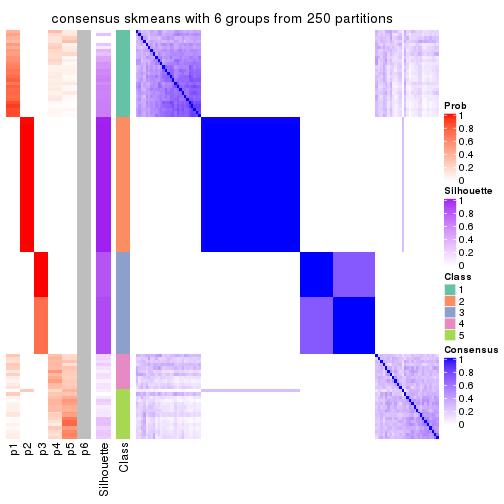 consensus skmeans with 6 groups from 250 partitions
Prob
1
0.8
0.6
0.4
0.2
0
Silhouette
1
0.8
0.6
0.4
0.2
0
Class
1
2
3
4
5
Consensus
1
0.8
0.6
0.4
0.2
0
p1
p2
p3
p4
p5
p6
Silhouette
Class